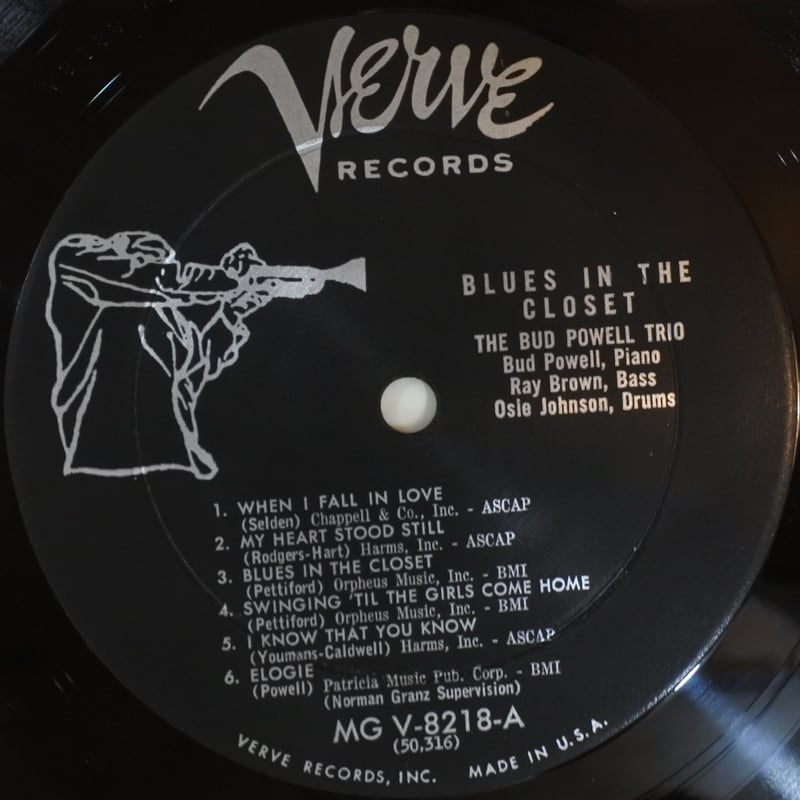 Verve
RECORDS
BLUES IN THE
CLOSET
THE BUD POWELL TRIO
Bud Powell, Piano
Ray Brown, Bass
Osie Johnson, Drums
1. WHEN I FALL IN LOVE
(Selden) Chappell & Co., Inc. - ASCAP
2. MY HEART STOOD STILL
(Rodgers-Hart) Harms, Inc. - ASCAP
3. BLUES IN THE CLOSET
(Pettiford) Orpheus Music, Inc. - BMI
4. SWINGING 'TIL THE GIRLS COME HOME
(Pettiford) Orpheus Music, Inc. - BMI
5. I KNOW THAT YOU KNOW
(Youmans-Caldwell) Harms, Inc. - ASCAP
6. ELOGIE
(Powell) Patricia Music Pub. Corp. - BMI
(Norman Granz Supervision)
MG V-8218-A
(50,316)
VERVE RECORDS, INC. MADE IN U.S.A.